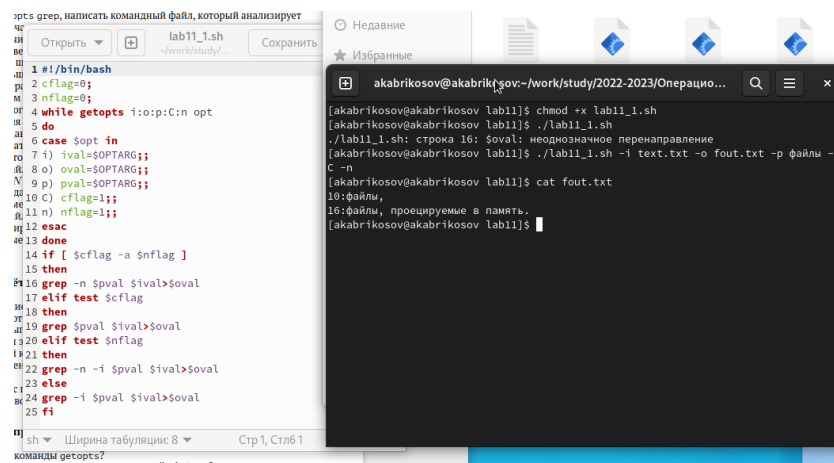 opts grep, написать командный файл, который анализирует
Открыть
lab11_1.sh
~/work/study/...
Сохранить
1 #!/bin/bash
2 cflag=0;
3 nflag=0;
4 while getopts i:o:p:C:n opt
5 do
6 case $opt in
7 i) ival=$OPTARG;;
8 o) oval=$OPTARG;;
9 p) pval=$OPTARG;;
10 C) cflag=1;;
11 n) nflag=1;;
12 esac
13 done
14 if [ $cflag -a $nflag ]
15 then
16 grep -n $pval $ival>$oval
17 elif test $cflag
18 then
19 grep $pval $ival>$oval
20 elif test $nflag
21 then
22 grep -n -i $pval $ival>$oval
23 else
24 grep -i $pval $ival>$oval
25 fi
sh
Ширина табуляции: 8
Стр 1, Стлб 1
команды getopts?
Недавние
Избранные
akabrikosov@akabrikosov:~/work/study/2022-2023/Операцио...
[akabrikosov@akabrikosov lab11]$ chmod +x lab11_1.sh
[akabrikosov@akabrikosov lab11]$ ./lab11_1.sh
./lab11_1.sh: строка 16: $oval: неоднозначное перенаправление
[akabrikosov@akabrikosov lab11]$ ./lab11_1.sh -i text.txt -o fout.txt -p файлы -
C -n
[akabrikosov@akabrikosov lab11]$ cat fout.txt
10:файлы,
16:файлы, проецируемые в память.
[akabrikosov@akabrikosov lab11]$